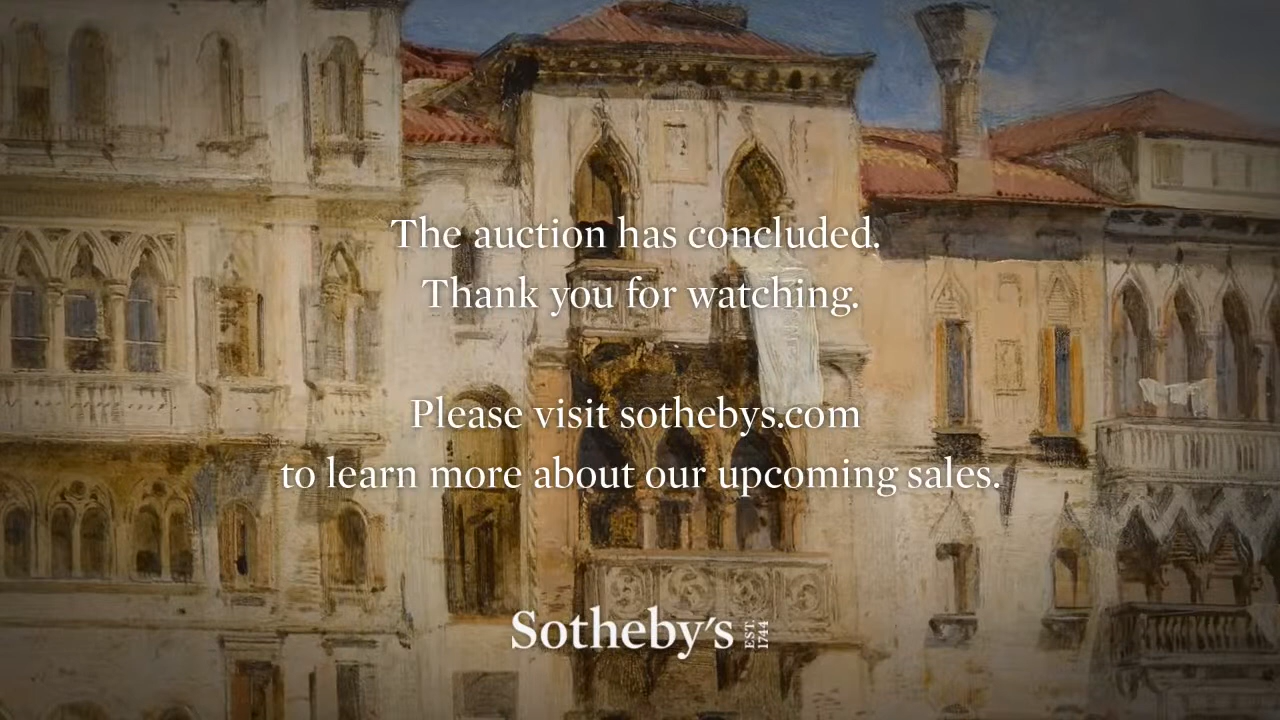 The auction has concluded.
Thank you for watching.
Please visit sothebys.com
to learn more about our upcoming sales.
Sotheby's EST. 1744